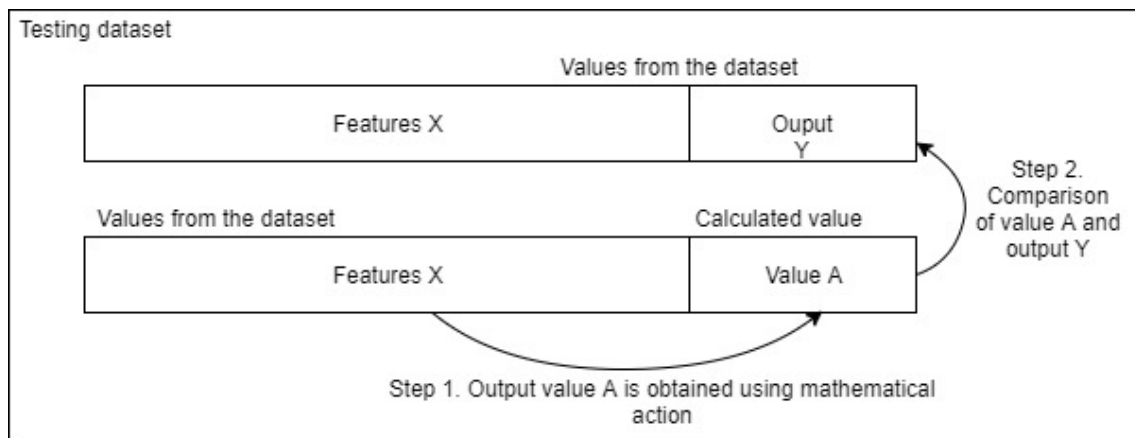 Testing dataset
Values from the dataset
Features X
Ouput
Y
Step 2.
Comparison
of value A and
output Y
Values from the dataset
Calculated value
Features X
Value A
Step 1. Output value A is obtained using mathematical
action